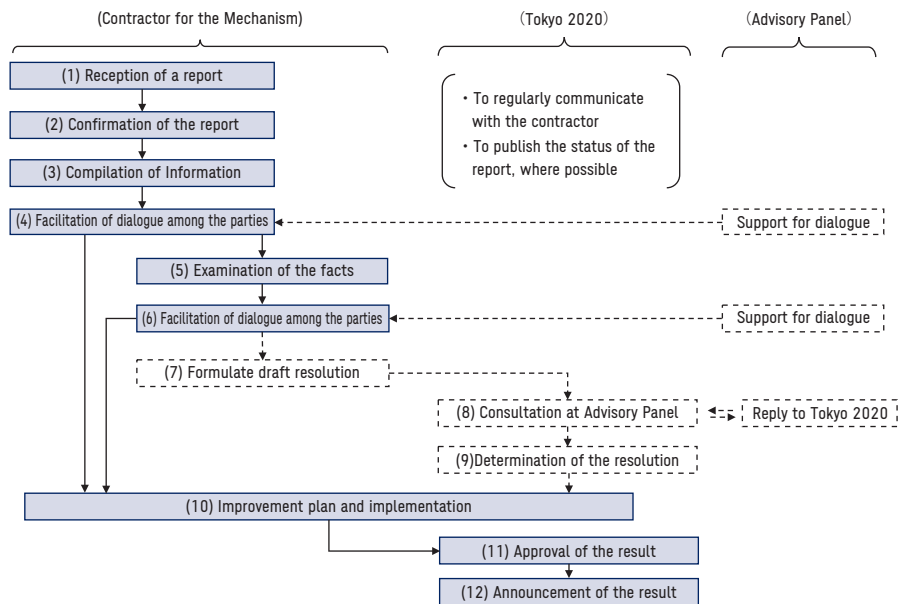 (Contractor for the Mechanism)
(Tokyo 2020)
(Advisory Panel)
(1) Reception of a report
・To regularly communicate
with the contractor
・To publish the status of the
report, where possible
(2) Confirmation of the report
(3) Compilation of Information
(4) Facilitation of dialogue among the parties
Support for dialogue
(5) Examination of the facts
(6) Facilitation of dialogue among the parties
Support for dialogue
(7) Formulate draft resolution
(8) Consultation at Advisory Panel
Reply to Tokyo 2020
(9)Determination of the resolution
(10) Improvement plan and implementation
(11) Approval of the result
(12) Announcement of the result